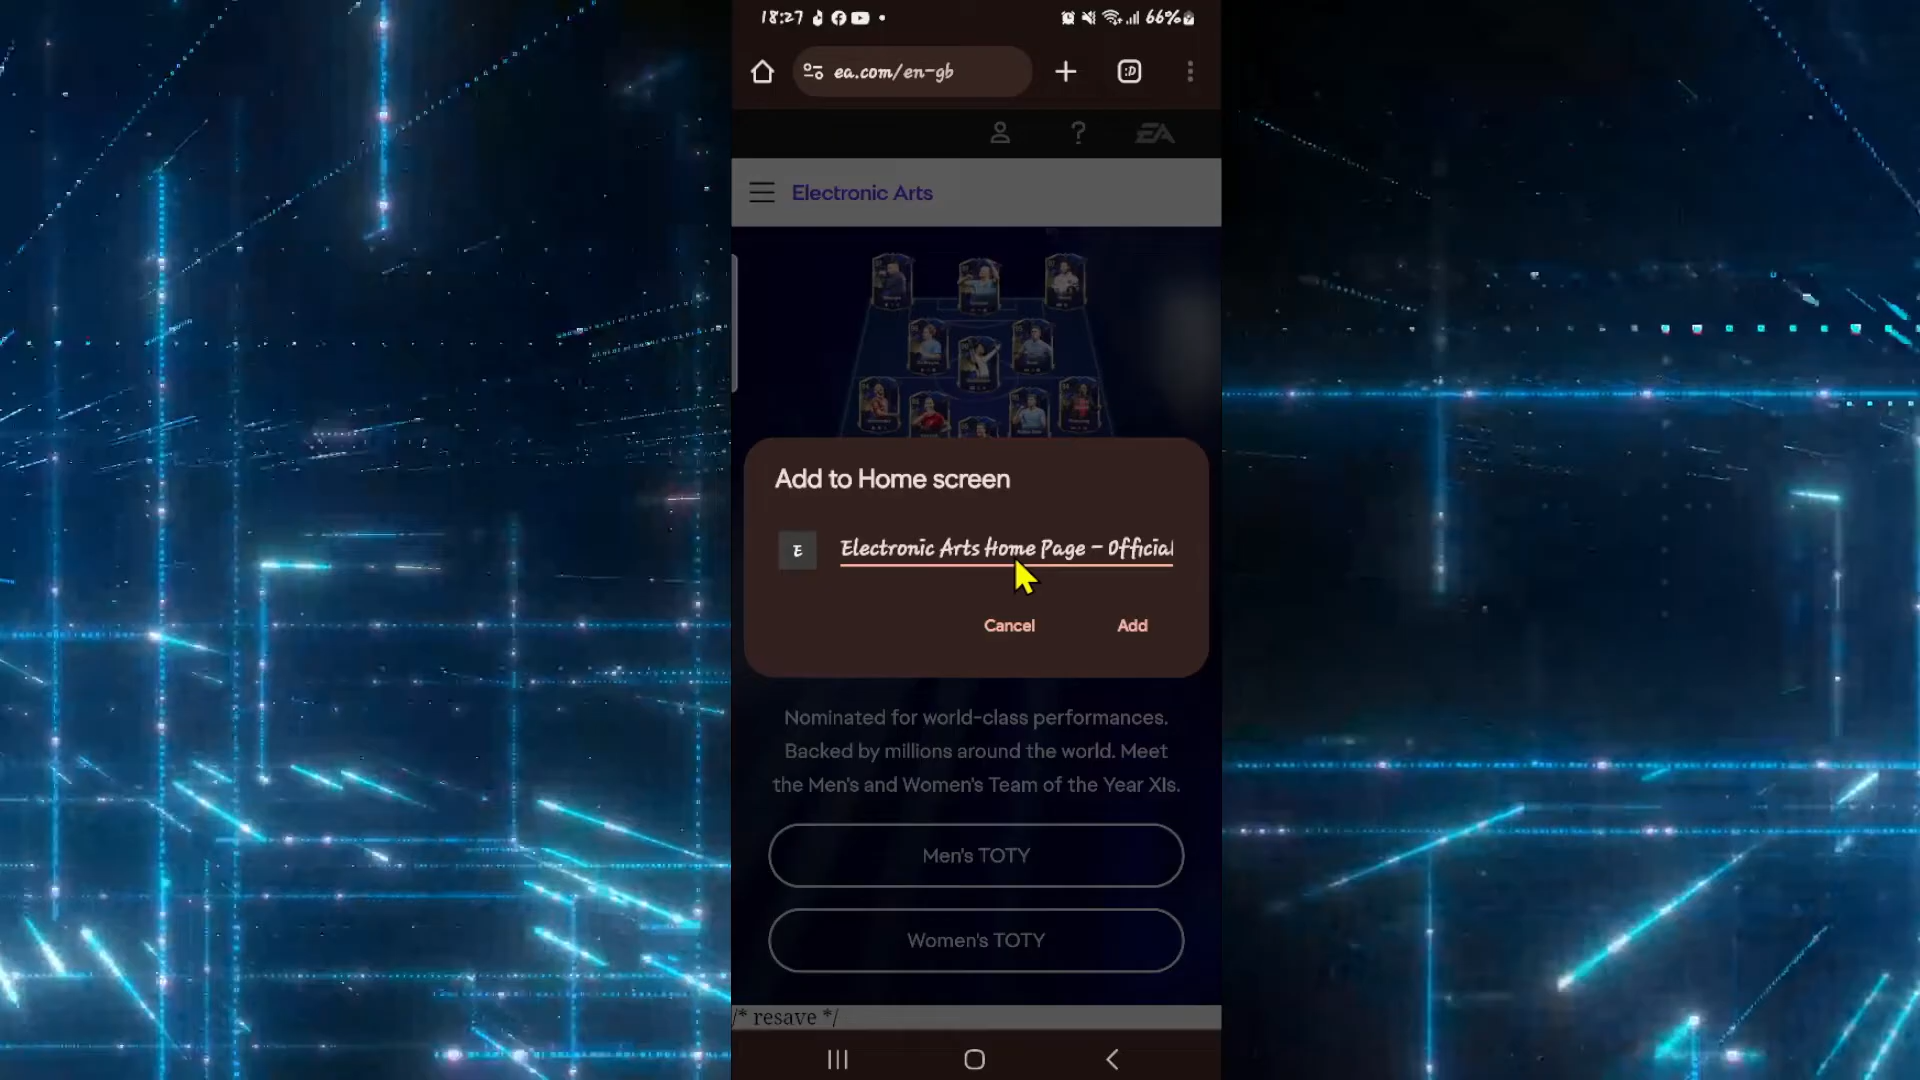 18:27
66%
ea.com/en-gb
:D
EA
Electronic Arts
Add to Home screen
E
Electronic Arts Home Page – Official
Cancel
Add
Nominated for world-class performances.
Backed by millions around the world. Meet
the Men's and Women's Team of the Year XIs.
Men's TOTY
Women's TOTY
/* resave */